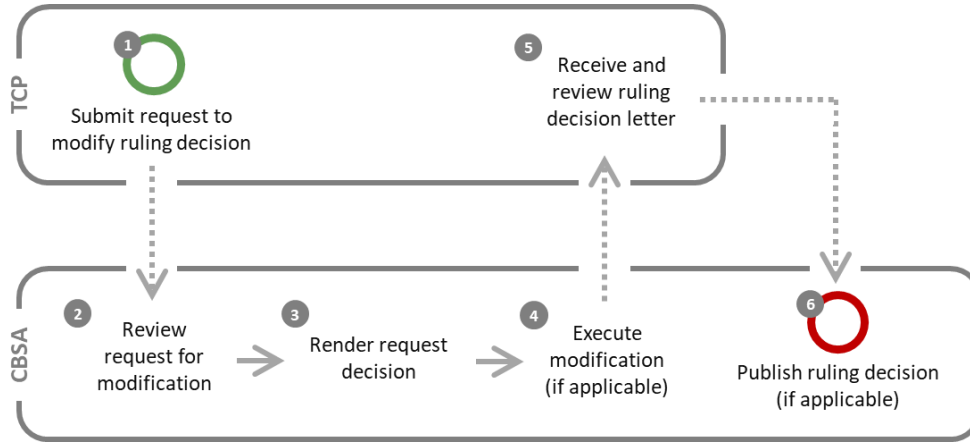 TCP
1
Submit request to
modify ruling decision
5
Receive and
review ruling
decision letter
CBSA
2
Review
request for
modification
3
Render request
decision
4
Execute
modification
(if applicable)
6
Publish ruling decision
(if applicable)